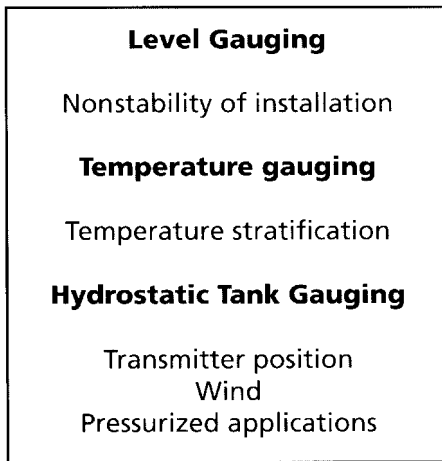 Level Gauging
Nonstability of installation
Temperature gauging
Temperature stratification
Hydrostatic Tank Gauging
Transmitter position
Wind
Pressurized applications